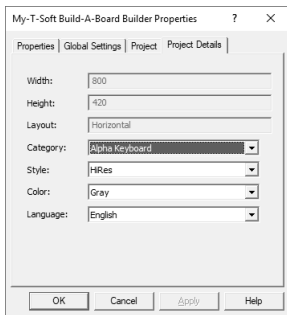 My-T-Soft Build-A-Board Builder Properties ? ×
Properties Global Settings Project Project Details
Width: 800
Height: 420
Layout: Horizontal
Category: Alpha Keyboard
Style: HiRes
Color: Gray
Language: English
OK Cancel Apply Help